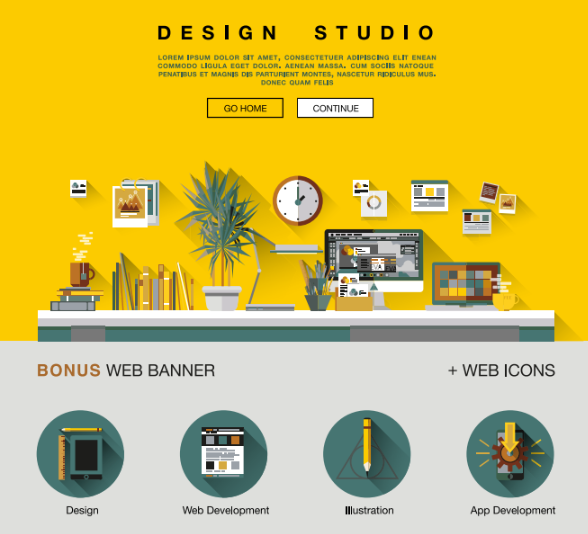 DESIGN STUDIO
LOREM IPSUM DOLOR SIT AMET, CONSECTETUER ADIPISCING ELIT ENEAN
COMMODO LIGULA EGET DOLOR. AENEAN MASSA. CUM SOCIIS NATOQUE
PENATIBUS ET MAGNIS DIS PARTURIENT MONTES, NASCETUR RIDICULUS MUS.
DONEC QUAM FELIS
GO HOME CONTINUE
BONUS WEB BANNER + WEB ICONS
Design Web Development Illustration App Development